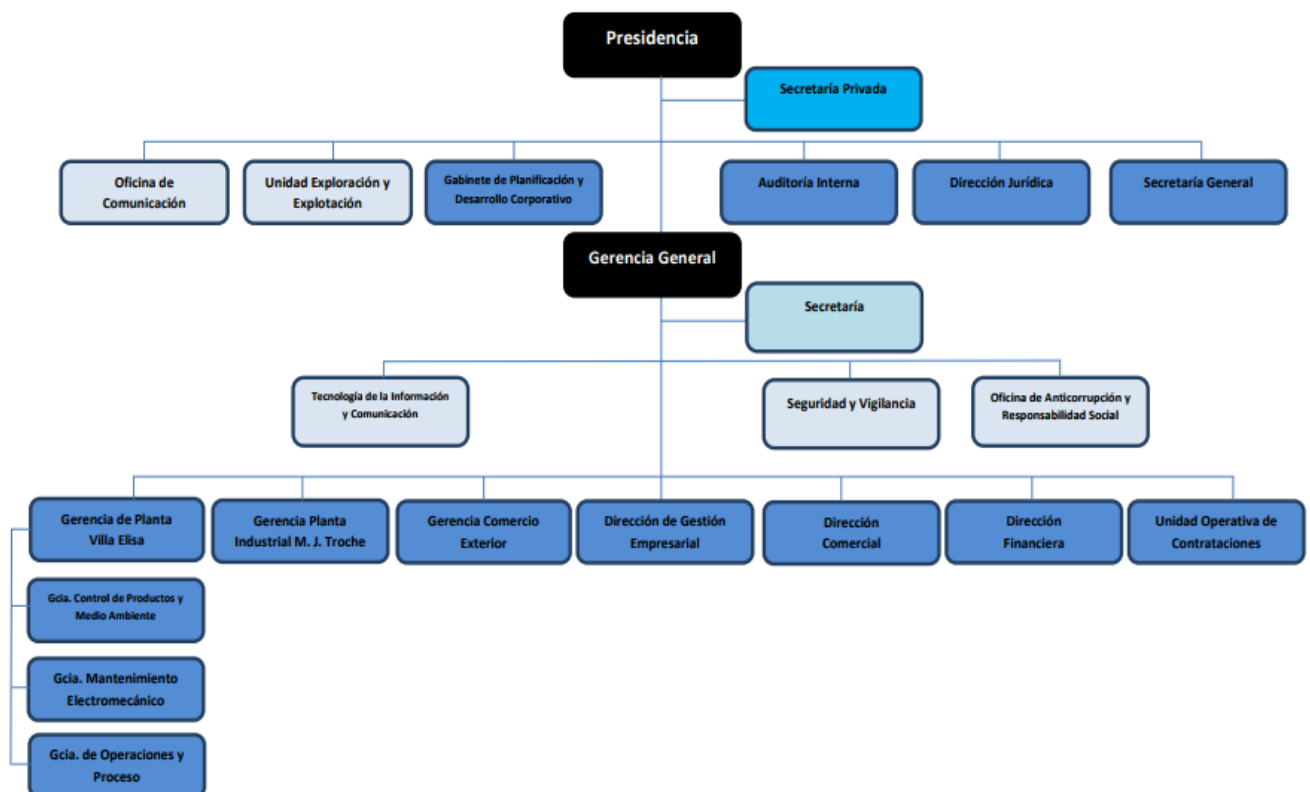 Presidencia
Secretaría Privada
Oficina de
Comunicación
Unidad Exploración y
Explotación
Gabinete de Planificación y
Desarrollo Corporativo
Auditoría Interna
Dirección Jurídica
Secretaría General
Gerencia General
Secretaría
Tecnología de la Información
y Comunicación
Seguridad y Vigilancia
Oficina de Anticorrupción y
Responsabilidad Social
Gerencia de Planta
Villa Elisa
Gerencia Planta
Industrial M. J. Troche
Gerencia Comercio
Exterior
Dirección de Gestión
Empresarial
Dirección
Comercial
Dirección
Financiera
Unidad Operativa de
Contrataciones
Gcia. Control de Productos y
Medio Ambiente
Gcia. Mantenimiento
Electromecánico
Gcia. de Operaciones y
Proceso